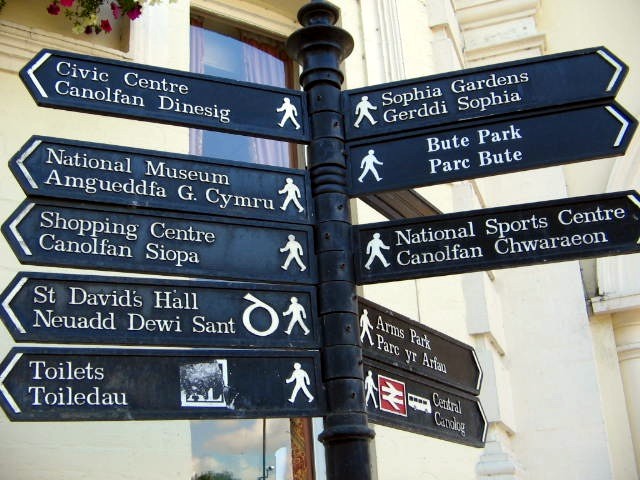 Civic Centre
Canolfan Dinesig
National Museum
Amgueddfa G. Cymru
Shopping Centre
Canolfan Siopa
St David's Hall
Neuadd Dewi Sant
Toilets
Toiledau
Sophia Gardens
Gerddi Sophia
Bute Park
Parc Bute
National Sports Centre
Canolfan Chwaraeon
Arms Park
Parc yr Arfau
Central
Canolog